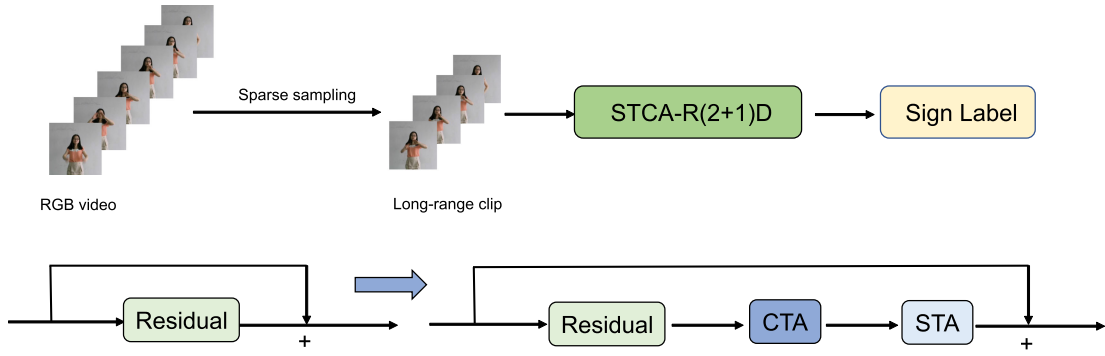 Sparse sampling
STCA-R(2+1)D
Sign Label
RGB video
Long-range clip
Residual
+
Residual
CTA
STA
+